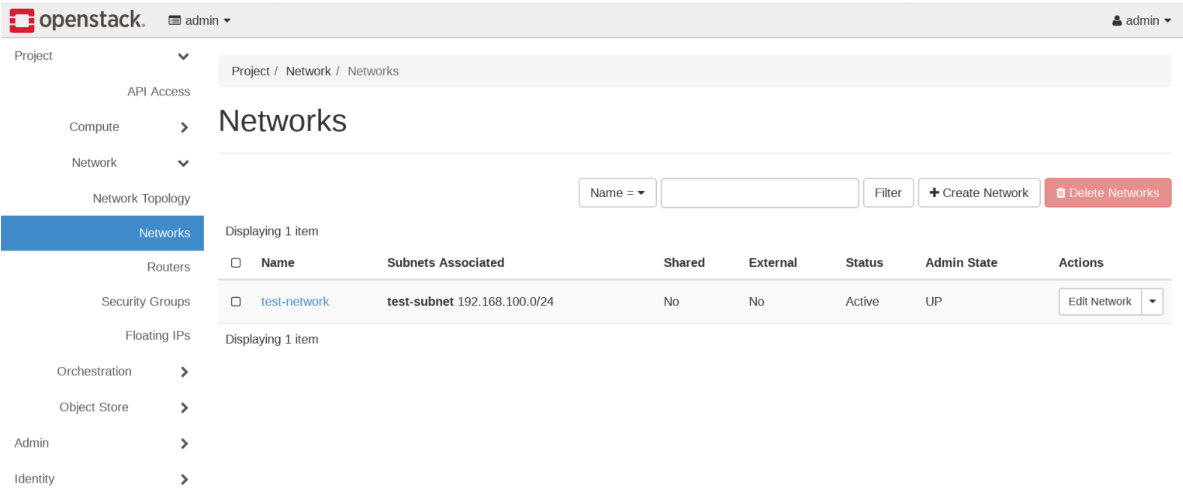 openstack. admin admin
Project
API Access
Compute
Network
Network Topology
Networks
Routers
Security Groups
Floating IPs
Orchestration
Object Store
Admin
Identity
Project / Network / Networks
Networks
Name = Filter + Create Network Delete Networks
Displaying 1 item
Name Subnets Associated Shared External Status Admin State Actions
test-network test-subnet 192.168.100.0/24 No No Active UP Edit Network
Displaying 1 item